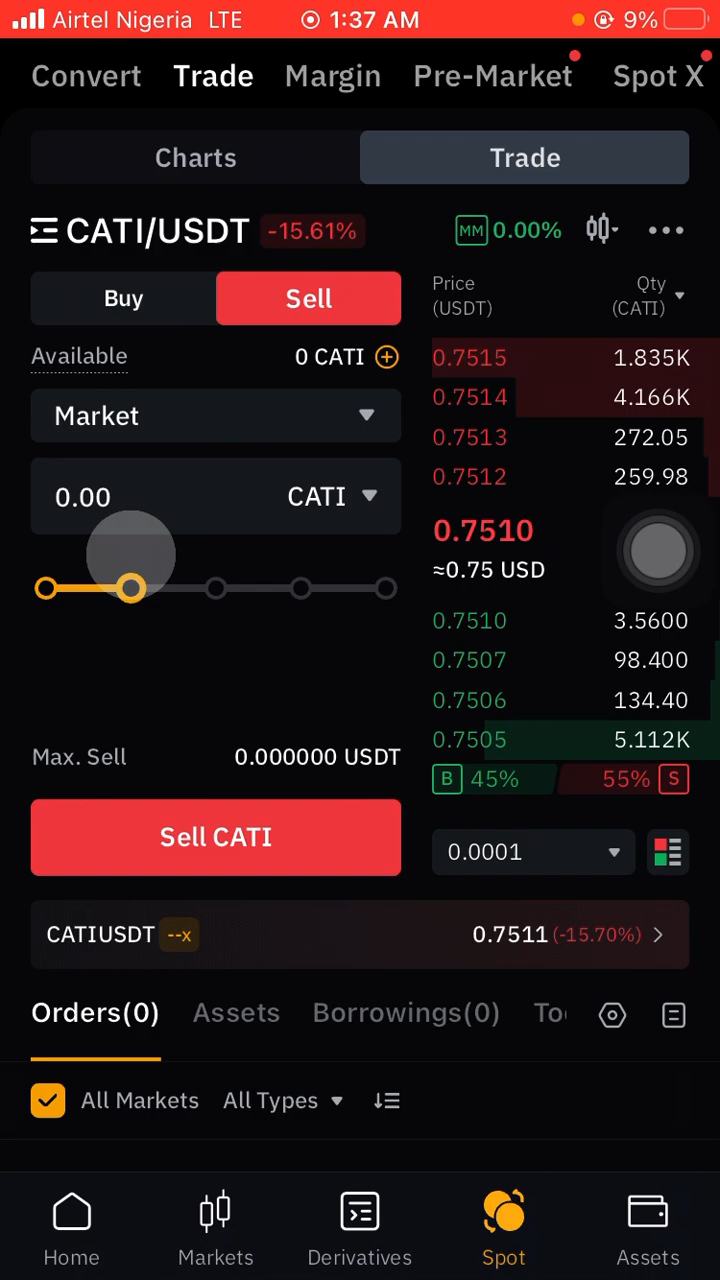 Airtel Nigeria LTE 1:37 AM 9%
Convert Trade Margin Pre-Market Spot X
Charts Trade
CATI/USDT -15.61% MM 0.00%
Buy Sell
Available 0 CATI
Market
0.00 CATI
Max. Sell 0.000000 USDT
Sell CATI
Price Qty
(USDT) (CATI)
0.7515 1.835K
0.7514 4.166K
0.7513 272.05
0.7512 259.98
0.7510
≈0.75 USD
0.7510 3.5600
0.7507 98.400
0.7506 134.40
0.7505 5.112K
B 45% 55% S
0.0001
CATIUSDT --x 0.7511 (-15.70%)
Orders(0) Assets Borrowings(0) To
All Markets All Types
Home Markets Derivatives Spot Assets